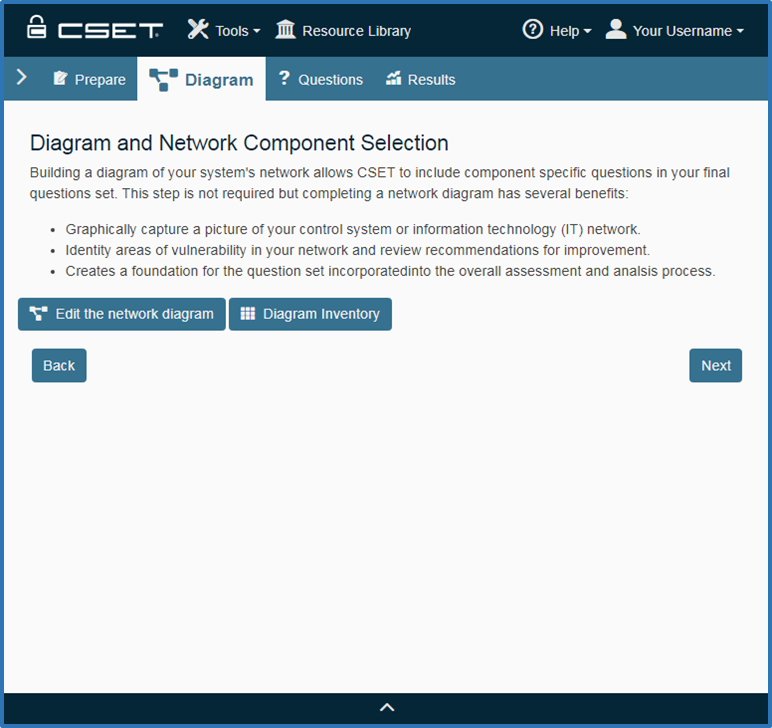 CSET Tools Resource Library Help Your Username
Prepare Diagram ? Questions Results
Diagram and Network Component Selection
Building a diagram of your system's network allows CSET to include component specific questions in your final
questions set. This step is not required but completing a network diagram has several benefits:
• Graphically capture a picture of your control system or information technology (IT) network.
• Identity areas of vulnerability in your network and review recommendations for improvement.
• Creates a foundation for the question set incorporatedinto the overall assessment and analsis process.
Edit the network diagram Diagram Inventory
Back Next